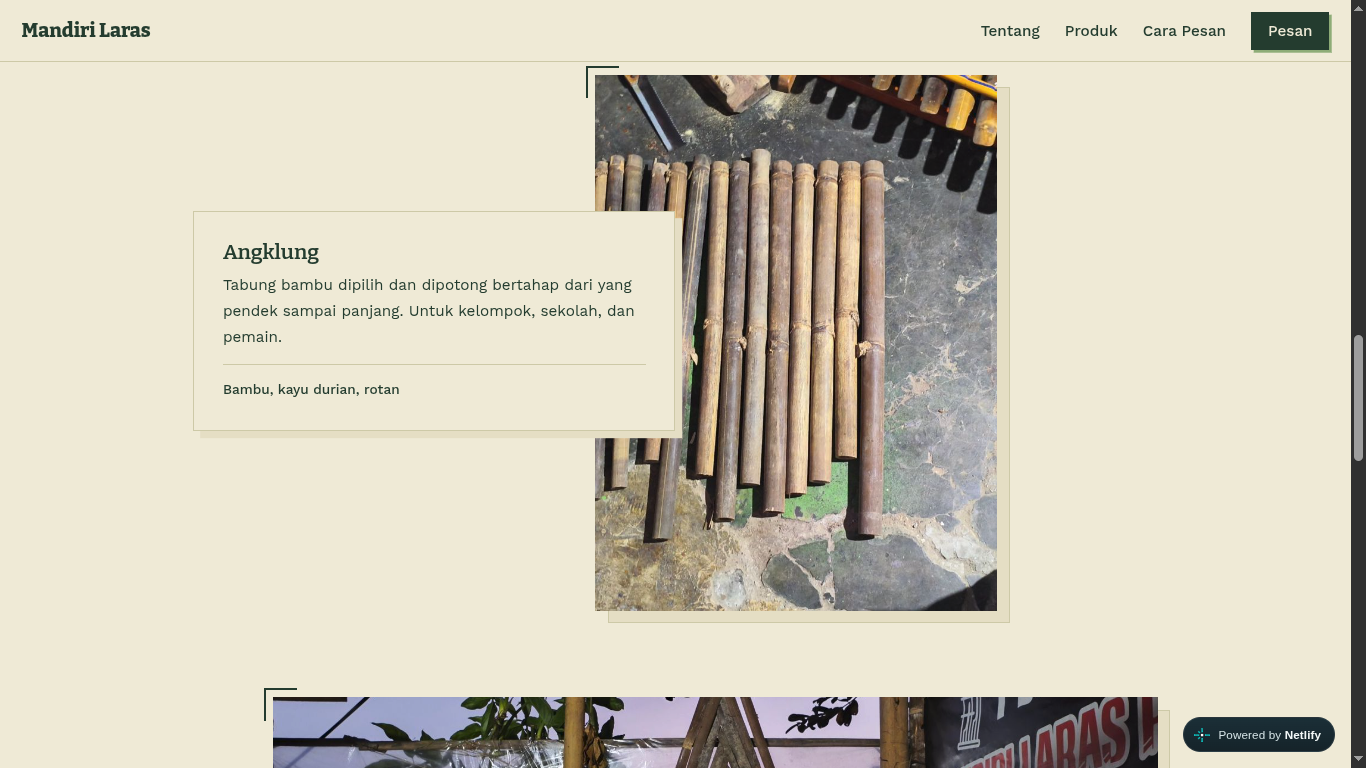 Mandiri Laras
Tentang
Produk
Cara Pesan
Pesan
Angklung
Tabung bambu dipilih dan dipotong bertahap dari yang
pendek sampai panjang. Untuk kelompok, sekolah, dan
pemain.
Bambu, kayu durian, rotan
LARAS
Powered by Netlify